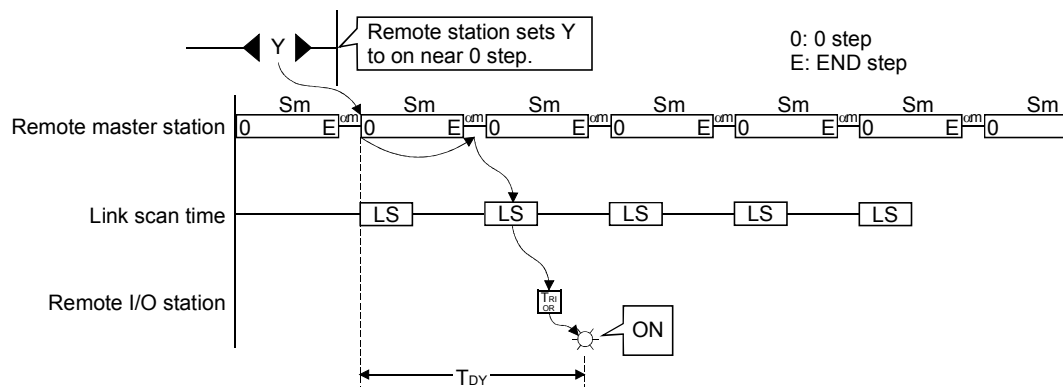 Y
Remote station sets Y
to on near 0 step.
0: 0 step
E: END step
Sm Sm Sm Sm Sm Sm Sm
Remote master station 0 E αm 0 E αm 0 E αm 0 E αm 0 E αm 0 E αm 0
Link scan time LS LS LS LS LS
Remote I/O station TRI
OR
ON
TDY